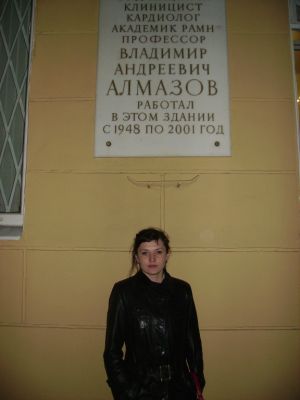 КЛИНИЦИСТ
КАРДИОЛОГ
АКАДЕМИК РАМН
ПРОФЕССОР
ВЛАДИМИР
АНДРЕЕВИЧ
АЛМАЗОВ
РАБОТАЛ
В ЭТОМ ЗДАНИИ
С 1948 ПО 2001 ГОД